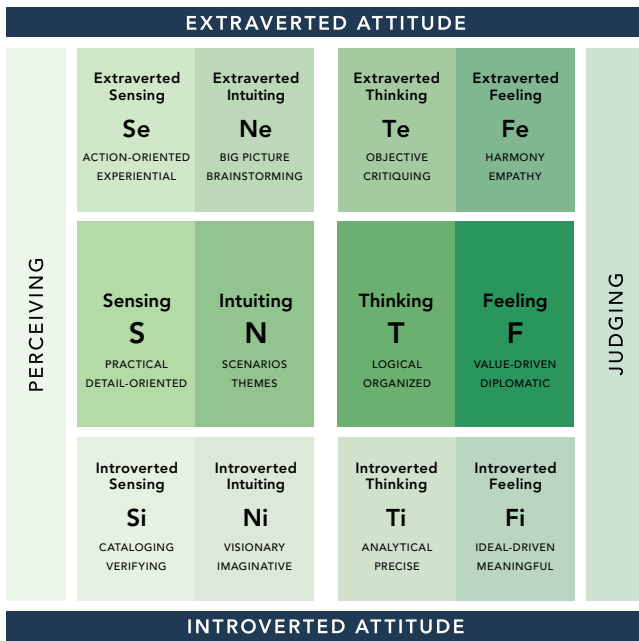 EXTRAVERTED ATTITUDE
PERCEIVING
Extraverted
Sensing
Se
ACTION-ORIENTED
EXPERIENTIAL
Extraverted
Intuiting
Ne
BIG PICTURE
BRAINSTORMING
Extraverted
Thinking
Te
OBJECTIVE
CRITIQUING
Extraverted
Feeling
Fe
HARMONY
EMPATHY
Sensing
S
PRACTICAL
DETAIL-ORIENTED
Intuiting
N
SCENARIOS
THEMES
Thinking
T
LOGICAL
ORGANIZED
Feeling
F
VALUE-DRIVEN
DIPLOMATIC
Introverted
Sensing
Si
CATALOGING
VERIFYING
Introverted
Intuiting
Ni
VISIONARY
IMAGINATIVE
Introverted
Thinking
Ti
ANALYTICAL
PRECISE
Introverted
Feeling
Fi
IDEAL-DRIVEN
MEANINGFUL
JUDGING
INTROVERTED ATTITUDE